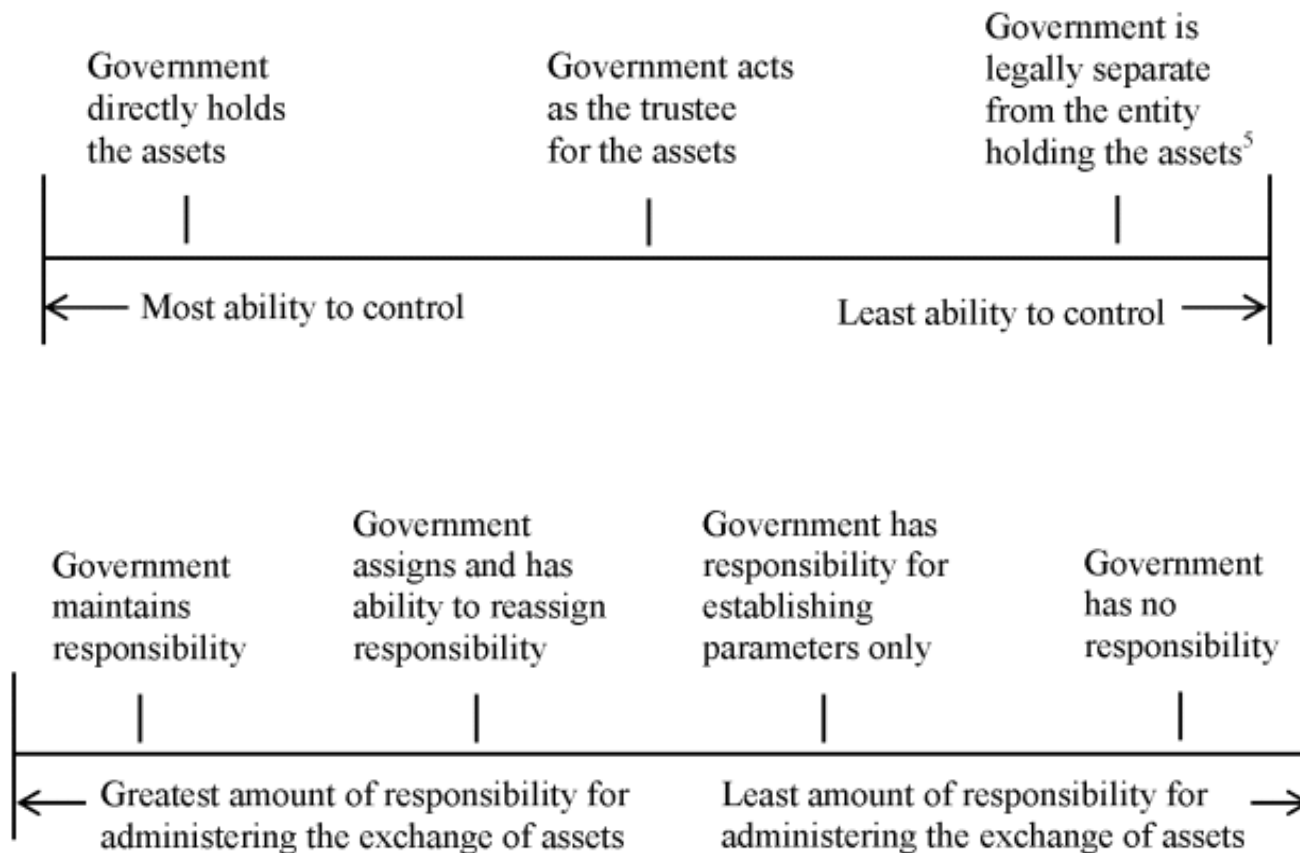 Government
directly holds
the assets
Government acts
as the trustee
for the assets
Government is
legally separate
from the entity
holding the assets⁵
Most ability to control
Least ability to control
Government
maintains
responsibility
Government
assigns and has
ability to reassign
responsibility
Government has
responsibility for
establishing
parameters only
Government
has no
responsibility
Greatest amount of responsibility for
administering the exchange of assets
Least amount of responsibility for
administering the exchange of assets